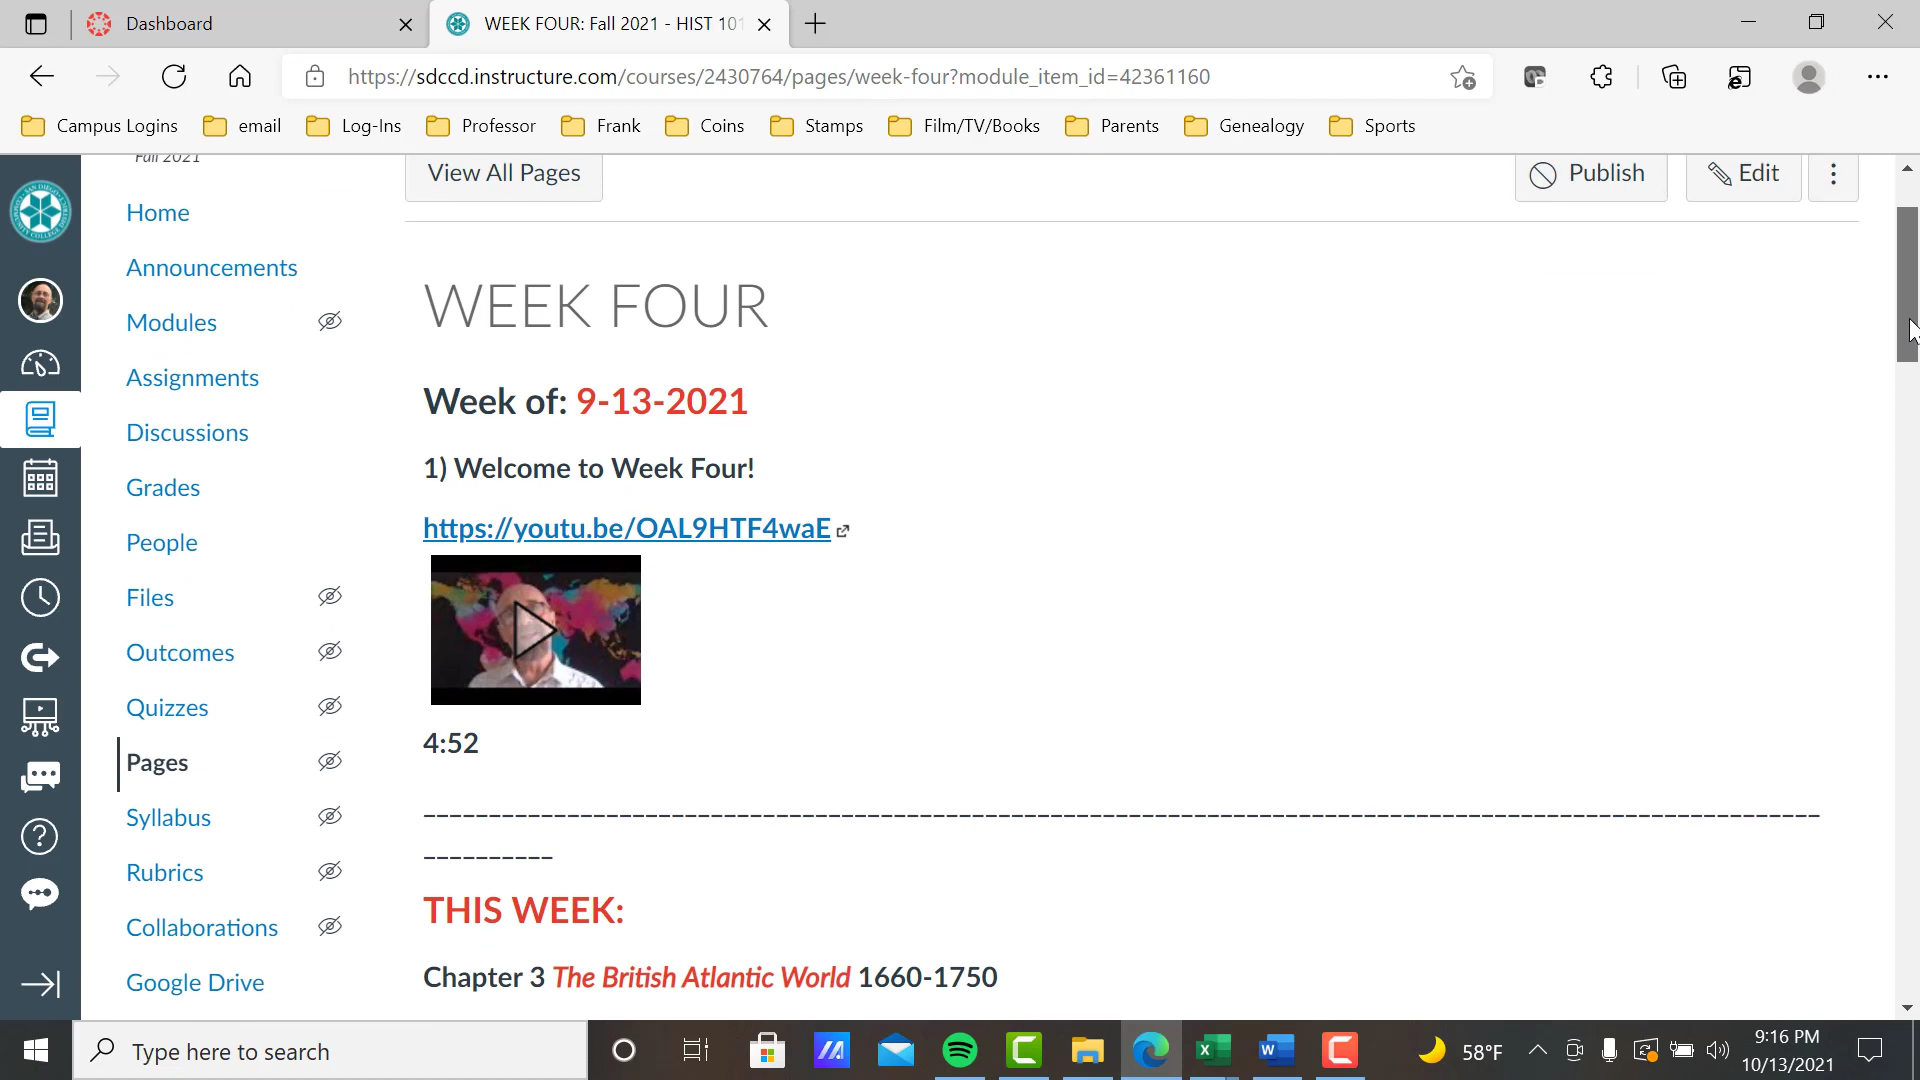 Dashboard
WEEK FOUR: Fall 2021 - HIST 101
https://sdccd.instructure.com/courses/2430764/pages/week-four?module_item_id=42361160
Campus Logins
email
Log-Ins
Professor
Frank
Coins
Stamps
Film/TV/Books
Parents
Genealogy
Sports
Fall 2021
View All Pages
Publish
Edit
Home
Announcements
Modules
Assignments
Discussions
Grades
People
Files
Outcomes
Quizzes
Pages
Syllabus
Rubrics
Collaborations
Google Drive
WEEK FOUR
Week of: 9-13-2021
1) Welcome to Week Four!
https://youtu.be/OAL9HTF4waE
4:52
THIS WEEK:
Chapter 3 The British Atlantic World 1660-1750
Type here to search
58°F
9:16 PM
10/13/2021